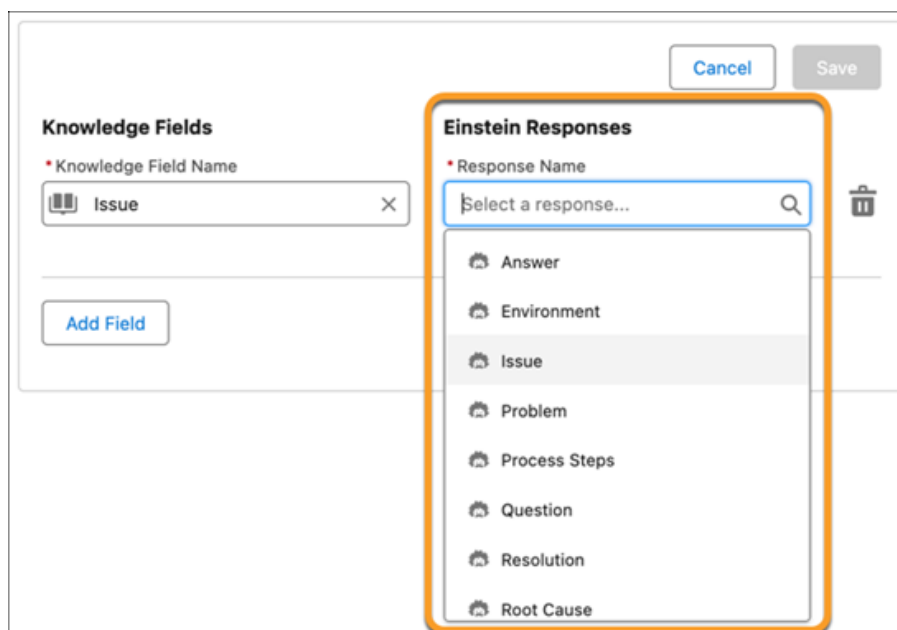 Cancel
Save
Knowledge Fields
Einstein Responses
* Knowledge Field Name
* Response Name
Issue
Select a response...
Answer
Environment
Add Field
Issue
Problem
Process Steps
Question
Resolution
Root Cause